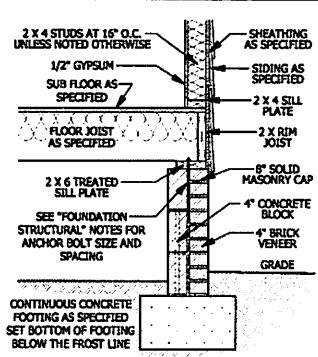 2 X 4 STUDS AT 16" O.C.
UNLESS NOTED OTHERWISE
1/2" GYPSUM
SUB FLOOR AS
SPECIFIED
FLOOR JOIST
AS SPECIFIED
2 X 6 TREATED
SILL PLATE
SEE "FOUNDATION
STRUCTURAL" NOTES FOR
ANCHOR BOLT SIZE AND
SPACING
CONTINUOUS CONCRETE
FOOTING AS SPECIFIED
SET BOTTOM OF FOOTING
BELOW THE FROST LINE
SHEATHING
AS SPECIFIED
SIDING AS
SPECIFIED
2 X 4 SILL
PLATE
2 X RIM
JOIST
8" SOLID
MASONRY CAP
4" CONCRETE
BLOCK
4" BRICK
VENEER
GRADE